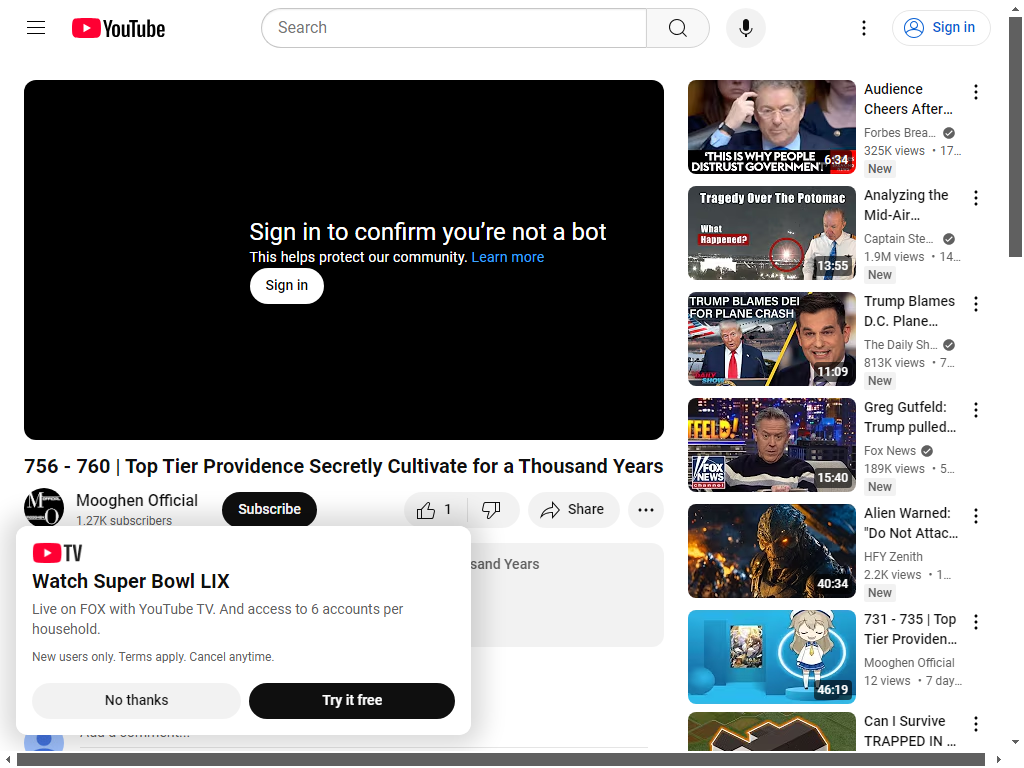 YouTube
Search
Sign in
Sign in to confirm you’re not a bot
This helps protect our community. Learn more
Sign in
756 - 760 | Top Tier Providence Secretly Cultivate for a Thousand Years
Mooghen Official
1.27K subscribers
Subscribe
1
Share
sand Years
TV
Watch Super Bowl LIX
Live on FOX with YouTube TV. And access to 6 accounts per
household.
New users only. Terms apply. Cancel anytime.
No thanks
Try it free
Add a comment...
'THIS IS WHY PEOPLE
DISTRUST GOVERNMENT'
6:34
Audience
Cheers After…
Forbes Brea…
325K views • 17…
New
Tragedy Over The Potomac
What
Happened?
13:55
Analyzing the
Mid-Air…
Captain Ste…
1.9M views • 14…
New
TRUMP BLAMES DEI
FOR PLANE CRASH
DAILY
SHOW
11:09
Trump Blames
D.C. Plane…
The Daily Sh…
813K views • 7…
New
FOX
NEWS
channel
15:40
Greg Gutfeld:
Trump pulled…
Fox News
189K views • 5…
New
40:34
Alien Warned:
"Do Not Attac…
HFY Zenith
2.2K views • 1…
New
46:19
731 - 735 | Top
Tier Providen…
Mooghen Official
12 views • 7 day…
Can I Survive
TRAPPED IN …